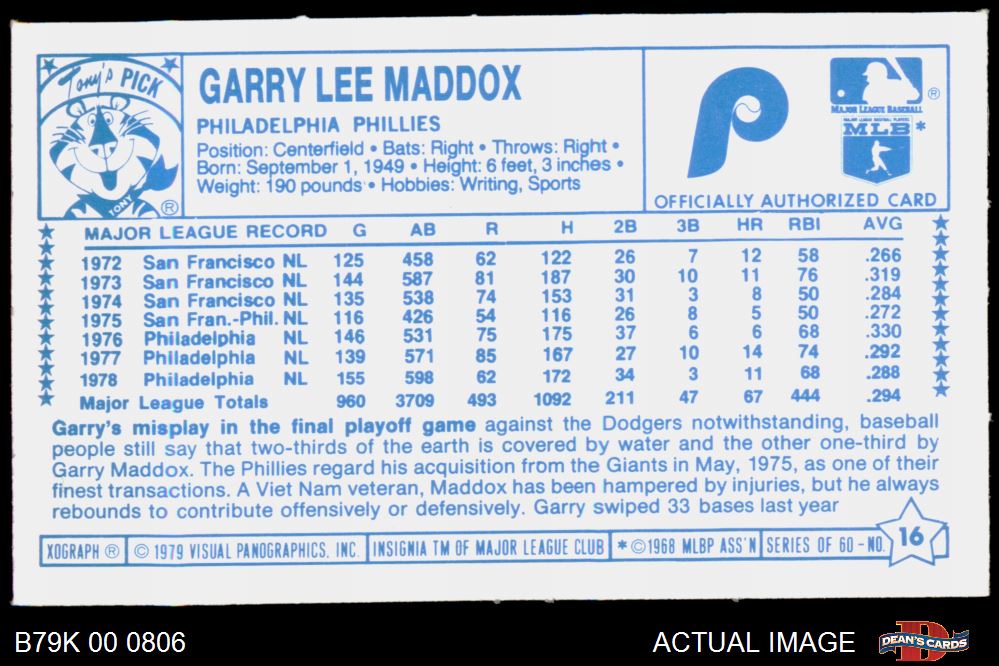 Tony's PICK
TONY ®
GARRY LEE MADDOX
PHILADELPHIA PHILLIES
Position: Centerfield • Bats: Right • Throws: Right •
Born: September 1, 1949 • Height: 6 feet, 3 inches •
Weight: 190 pounds • Hobbies: Writing, Sports
P
®
MAJOR LEAGUE BASEBALL
MAJOR LEAGUE BASEBALL PLAYERS
MLB*
OFFICIALLY AUTHORIZED CARD
MAJOR LEAGUE RECORD G AB R H 2B 3B HR RBI AVG
1972 San Francisco NL 125 458 62 122 26 7 12 58 .266
1973 San Francisco NL 144 587 81 187 30 10 11 76 .319
1974 San Francisco NL 135 538 74 153 31 3 8 50 .284
1975 San Fran.-Phil. NL 116 426 54 116 26 8 5 50 .272
1976 Philadelphia NL 146 531 75 175 37 6 6 68 .330
1977 Philadelphia NL 139 571 85 167 27 10 14 74 .292
1978 Philadelphia NL 155 598 62 172 34 3 11 68 .288
Major League Totals 960 3709 493 1092 211 47 67 444 .294
Garry's misplay in the final playoff game against the Dodgers notwithstanding, baseball
people still say that two-thirds of the earth is covered by water and the other one-third by
Garry Maddox. The Phillies regard his acquisition from the Giants in May, 1975, as one of their
finest transactions. A Viet Nam veteran, Maddox has been hampered by injuries, but he always
rebounds to contribute offensively or defensively. Garry swiped 33 bases last year
XOGRAPH ® © 1979 VISUAL PANOGRAPHICS, INC. INSIGNIA TM OF MAJOR LEAGUE CLUB * © 1968 MLBP ASS'N SERIES OF 60 - NO. 16
B79K 00 0806
ACTUAL IMAGE
D
DEAN'S CARDS